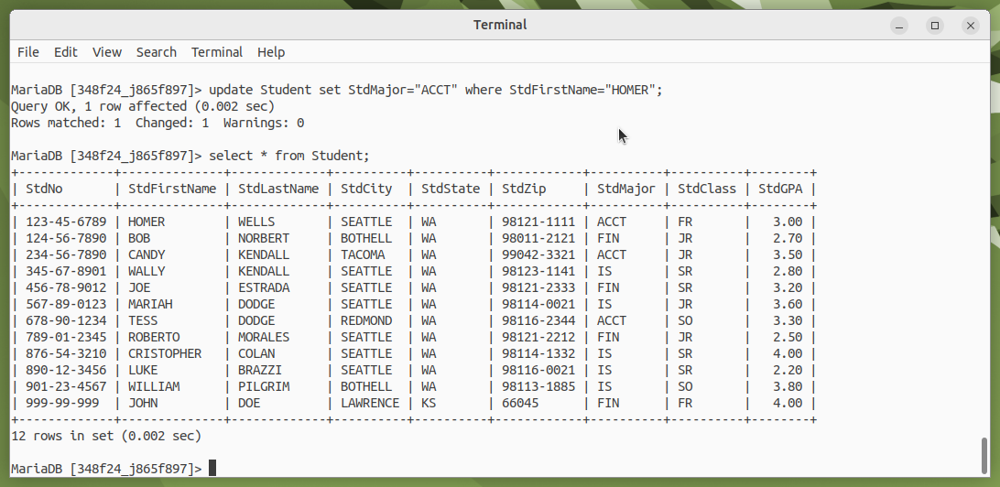 Terminal
File Edit View Search Terminal Help
MariaDB [348f24_j865f897]> update Student set StdMajor="ACCT" where StdFirstName="HOMER";
Query OK, 1 row affected (0.002 sec)
Rows matched: 1  Changed: 1  Warnings: 0
MariaDB [348f24_j865f897]> select * from Student;
+-------------+--------------+-------------+----------+----------+------------+----------+----------+--------+
| StdNo       | StdFirstName | StdLastName | StdCity  | StdState | StdZip     | StdMajor | StdClass | StdGPA |
+-------------+--------------+-------------+----------+----------+------------+----------+----------+--------+
| 123-45-6789 | HOMER        | WELLS       | SEATTLE  | WA       | 98121-1111 | ACCT     | FR       |   3.00 |
| 124-56-7890 | BOB          | NORBERT     | BOTHELL  | WA       | 98011-2121 | FIN      | JR       |   2.70 |
| 234-56-7890 | CANDY        | KENDALL     | TACOMA   | WA       | 99042-3321 | ACCT     | JR       |   3.50 |
| 345-67-8901 | WALLY        | KENDALL     | SEATTLE  | WA       | 98123-1141 | IS       | SR       |   2.80 |
| 456-78-9012 | JOE          | ESTRADA     | SEATTLE  | WA       | 98121-2333 | FIN      | SR       |   3.20 |
| 567-89-0123 | MARIAH       | DODGE       | SEATTLE  | WA       | 98114-0021 | IS       | JR       |   3.60 |
| 678-90-1234 | TESS         | DODGE       | REDMOND  | WA       | 98116-2344 | ACCT     | SO       |   3.30 |
| 789-01-2345 | ROBERTO      | MORALES     | SEATTLE  | WA       | 98121-2212 | FIN      | JR       |   2.50 |
| 876-54-3210 | CRISTOPHER   | COLAN       | SEATTLE  | WA       | 98114-1332 | IS       | SR       |   4.00 |
| 890-12-3456 | LUKE         | BRAZZI      | SEATTLE  | WA       | 98116-0021 | IS       | SR       |   2.20 |
| 901-23-4567 | WILLIAM      | PILGRIM     | BOTHELL  | WA       | 98113-1885 | IS       | SO       |   3.80 |
| 999-99-999  | JOHN         | DOE         | LAWRENCE | KS       | 66045      | FIN      | FR       |   4.00 |
+-------------+--------------+-------------+----------+----------+------------+----------+----------+--------+
12 rows in set (0.002 sec)
MariaDB [348f24_j865f897]>